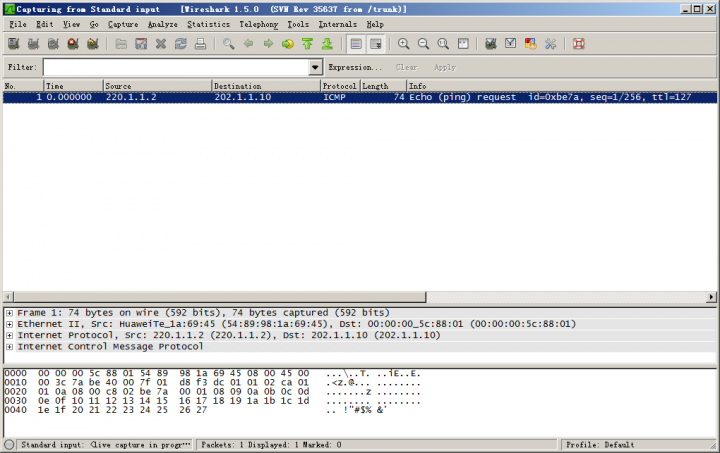 Capturing from Standard input   [Wireshark 1.5.0  (SVN Rev 35637 from /trunk)]
File Edit View Go Capture Analyze Statistics Telephony Tools Internals Help
Filter: Expression... Clear Apply
No. Time Source Destination Protocol Length Info
1 0.000000 220.1.1.2 202.1.1.10 ICMP 74 Echo (ping) request  id=0xbe7a, seq=1/256, ttl=127
Frame 1: 74 bytes on wire (592 bits), 74 bytes captured (592 bits)
Ethernet II, Src: HuaweiTe_1a:69:45 (54:89:98:1a:69:45), Dst: 00:00:00_5c:88:01 (00:00:00:5c:88:01)
Internet Protocol, Src: 220.1.1.2 (220.1.1.2), Dst: 202.1.1.10 (202.1.1.10)
Internet Control Message Protocol
0000  00 00 00 5c 88 01 54 89  98 1a 69 45 08 00 45 00   ...\..T. ..iE..E.
0010  00 3c 7a be 40 00 7f 01  d8 f3 dc 01 01 02 ca 01   .<z.@... ........
0020  01 0a 08 00 c8 02 be 7a  00 01 08 09 0a 0b 0c 0d   .......z ........
0030  0e 0f 10 11 12 13 14 15  16 17 18 19 1a 1b 1c 1d   ........ ........
0040  1e 1f 20 21 22 23 24 25  26 27   .. !"#$% &'
Standard input: <live capture in progr··· Packets: 1 Displayed: 1 Marked: 0 Profile: Default